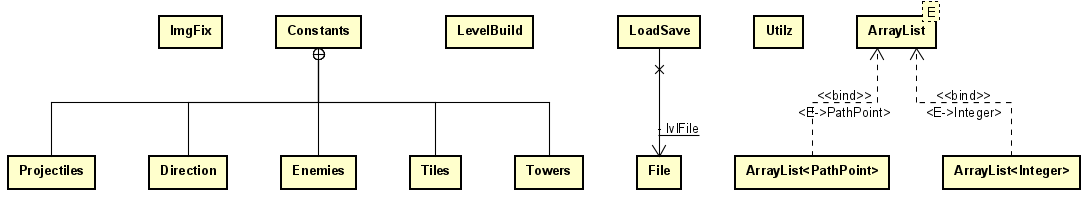 E
ImgFix
Constants
LevelBuild
LoadSave
Utilz
ArrayList
<<bind>>
<E->PathPoint>
<<bind>>
<E->Integer>
- lvlFile
Projectiles
Direction
Enemies
Tiles
Towers
File
ArrayList<PathPoint>
ArrayList<Integer>